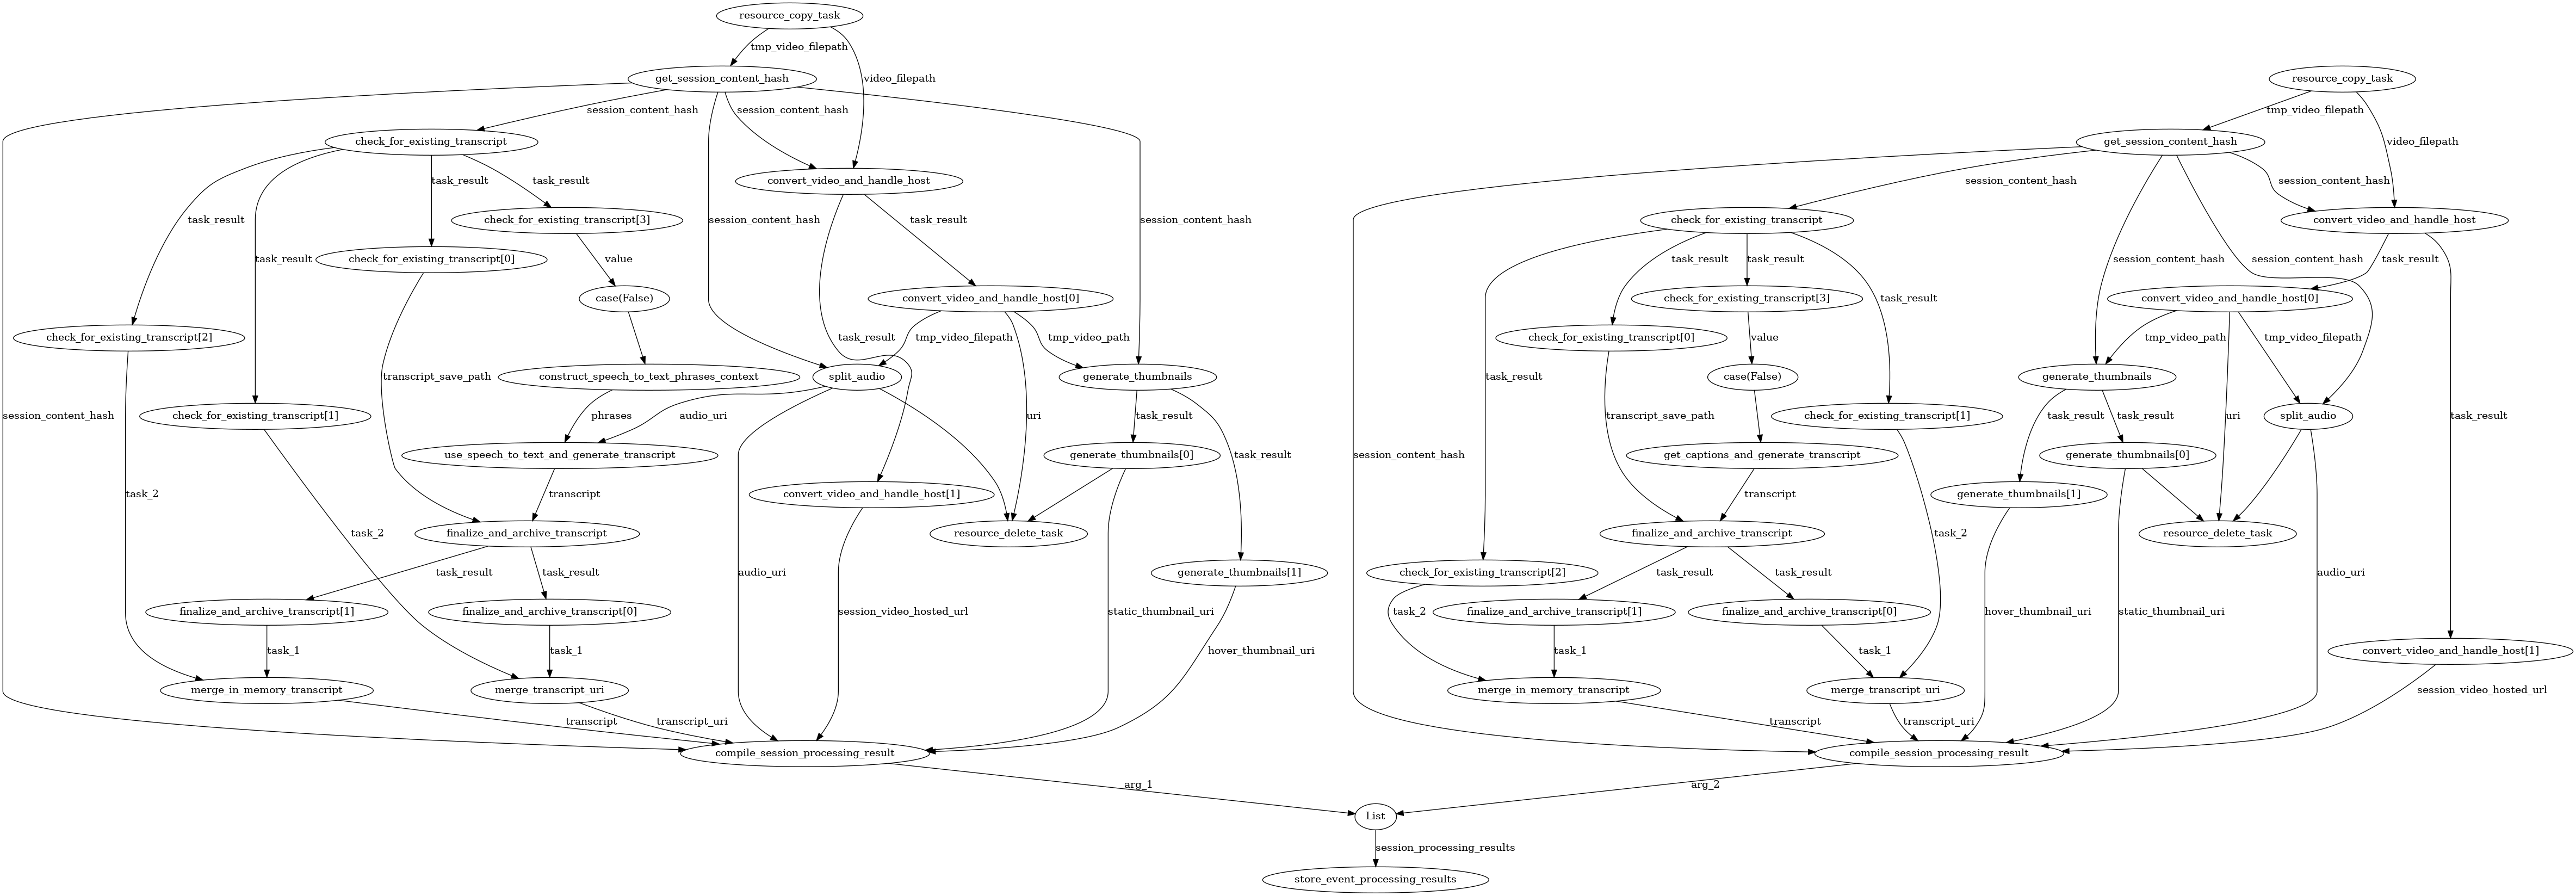 resource_copy_task
tmp_video_filepath
get_session_content_hash
video_filepath
resource_copy_task
session_content_hash
session_content_hash
tmp_video_filepath
check_for_existing_transcript
get_session_content_hash
video_filepath
convert_video_and_handle_host
session_content_hash
session_content_hash
task_result
task_result
task_result
check_for_existing_transcript[3]
session_content_hash
task_result
session_content_hash
check_for_existing_transcript
convert_video_and_handle_host
task_result
check_for_existing_transcript[0]
value
task_result
task_result
session_content_hash
session_content_hash
task_result
case(False)
convert_video_and_handle_host[0]
check_for_existing_transcript[3]
task_result
convert_video_and_handle_host[0]
check_for_existing_transcript[2]
task_result
tmp_video_filepath
tmp_video_path
check_for_existing_transcript[0]
value
tmp_video_path
tmp_video_filepath
transcript_save_path
construct_speech_to_text_phrases_context
split_audio
generate_thumbnails
task_result
case(False)
generate_thumbnails
session_content_hash
check_for_existing_transcript[1]
phrases
audio_uri
uri
task_result
transcript_save_path
check_for_existing_transcript[1]
task_result
task_result
uri
split_audio
task_result
use_speech_to_text_and_generate_transcript
generate_thumbnails[0]
task_result
session_content_hash
get_captions_and_generate_transcript
generate_thumbnails[0]
task_2
transcript
convert_video_and_handle_host[1]
transcript
generate_thumbnails[1]
task_2
finalize_and_archive_transcript
resource_delete_task
finalize_and_archive_transcript
task_2
resource_delete_task
task_result
task_result
audio_uri
generate_thumbnails[1]
check_for_existing_transcript[2]
task_result
task_result
audio_uri
finalize_and_archive_transcript[1]
finalize_and_archive_transcript[0]
session_video_hosted_url
static_thumbnail_uri
task_2
finalize_and_archive_transcript[1]
finalize_and_archive_transcript[0]
hover_thumbnail_uri
static_thumbnail_uri
task_1
task_1
hover_thumbnail_uri
task_1
task_1
convert_video_and_handle_host[1]
merge_in_memory_transcript
merge_transcript_uri
merge_in_memory_transcript
merge_transcript_uri
session_video_hosted_url
transcript
transcript_uri
transcript
transcript_uri
compile_session_processing_result
compile_session_processing_result
arg_1
arg_2
List
session_processing_results
store_event_processing_results